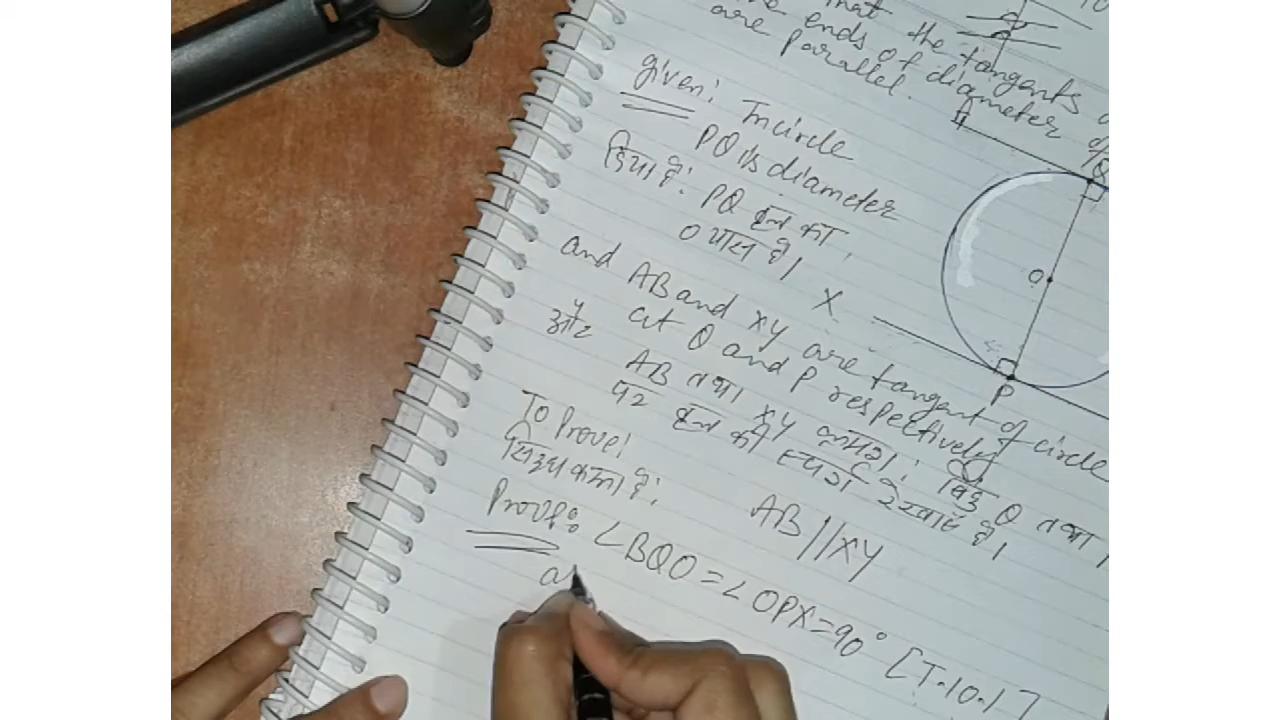 that the tangents
the ends of diameter of
are parallel.
given: In circle
PQ is diameter
दिया है: PQ वृत्त का
व्यास है।
and AB and XY are tangent of circle
at Q and P respectively
और AB तथा XY क्रमशः बिंदु Q तथा
पर वृत्त की स्पर्श रेखाएं हैं।
To Prove:
सिद्ध करना है:
AB || XY
Proof: ∠BQO = ∠OPX = 90° [T.10.1]
Q
O
X
P